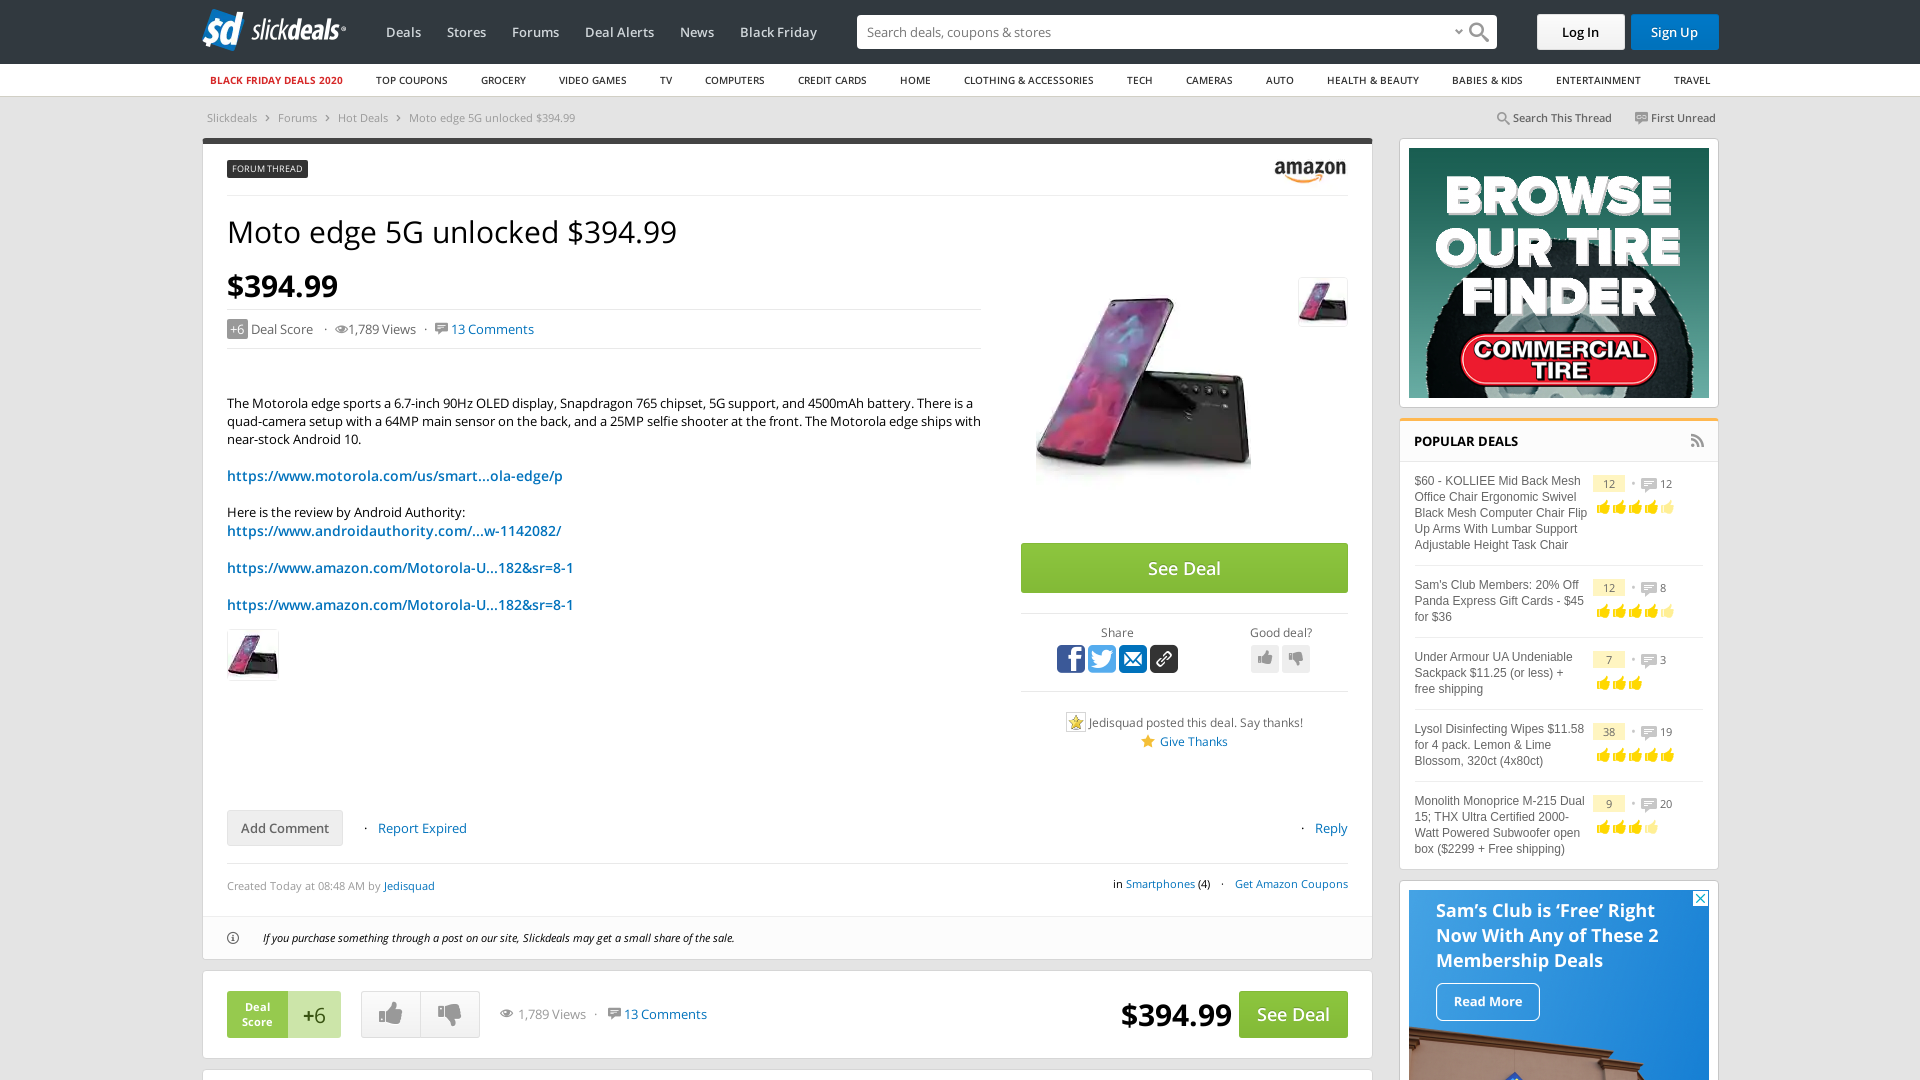 slickdeals
Deals
Stores
Forums
Deal Alerts
News
Black Friday
Search deals, coupons & stores
Log In
Sign Up
BLACK FRIDAY DEALS 2020
TOP COUPONS
GROCERY
VIDEO GAMES
TV
COMPUTERS
CREDIT CARDS
HOME
CLOTHING & ACCESSORIES
TECH
CAMERAS
AUTO
HEALTH & BEAUTY
BABIES & KIDS
ENTERTAINMENT
TRAVEL
Slickdeals › Forums › Hot Deals › Moto edge 5G unlocked $394.99
Search This Thread
First Unread
FORUM THREAD
amazon
Moto edge 5G unlocked $394.99
$394.99
+6 Deal Score · 1,789 Views · 13 Comments
The Motorola edge sports a 6.7-inch 90Hz OLED display, Snapdragon 765 chipset, 5G support, and 4500mAh battery. There is a
quad-camera setup with a 64MP main sensor on the back, and a 25MP selfie shooter at the front. The Motorola edge ships with
near-stock Android 10.
https://www.motorola.com/us/smart...ola-edge/p
Here is the review by Android Authority:
https://www.androidauthority.com/...w-1142082/
https://www.amazon.com/Motorola-U...182&sr=8-1
https://www.amazon.com/Motorola-U...182&sr=8-1
See Deal
Share
Good deal?
Jedisquad posted this deal. Say thanks!
Give Thanks
Add Comment
· Report Expired
· Reply
Created Today at 08:48 AM by Jedisquad
in Smartphones (4) · Get Amazon Coupons
If you purchase something through a post on our site, Slickdeals may get a small share of the sale.
Deal
Score
+6
1,789 Views · 13 Comments
$394.99
See Deal
BROWSE
OUR TIRE
FINDER
COMMERCIAL
TIRE
POPULAR DEALS
$60 - KOLLIEE Mid Back Mesh
Office Chair Ergonomic Swivel
Black Mesh Computer Chair Flip
Up Arms With Lumbar Support
Adjustable Height Task Chair
12 • 12
Sam's Club Members: 20% Off
Panda Express Gift Cards - $45
for $36
12 • 8
Under Armour UA Undeniable
Sackpack $11.25 (or less) +
free shipping
7 • 3
Lysol Disinfecting Wipes $11.58
for 4 pack. Lemon & Lime
Blossom, 320ct (4x80ct)
38 • 19
Monolith Monoprice M-215 Dual
15; THX Ultra Certified 2000-
Watt Powered Subwoofer open
box ($2299 + Free shipping)
9 • 20
Sam's Club is 'Free' Right
Now With Any of These 2
Membership Deals
Read More